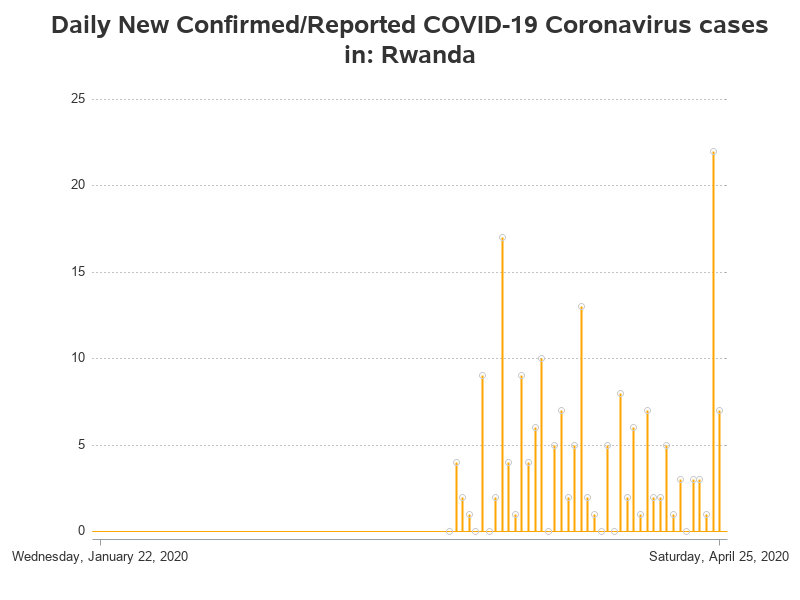 Daily New Confirmed/Reported COVID-19 Coronavirus cases
in: Rwanda
25
20
15
10
5
0
Wednesday, January 22, 2020
Saturday, April 25, 2020